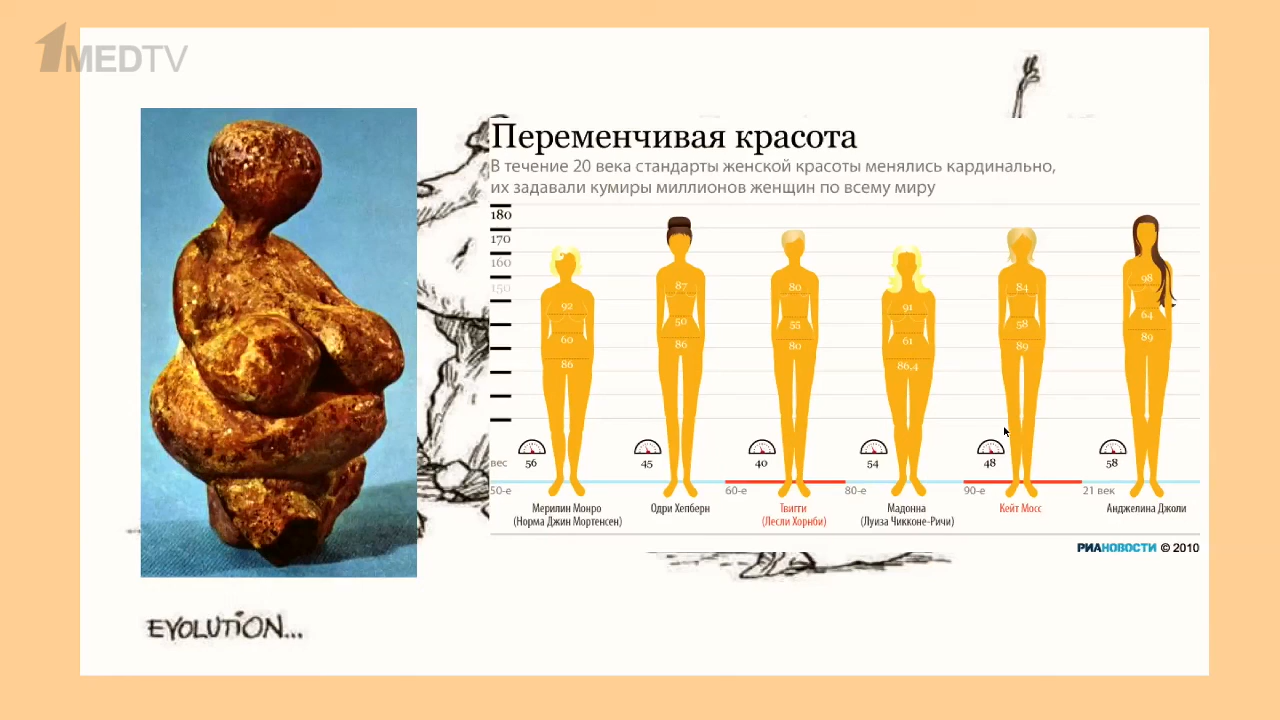 1MEDTV
Переменчивая красота
В течение 20 века стандарты женской красоты менялись кардинально,
их задавали кумиры миллионов женщин по всему миру
180
170
160
150
92
60
86
87
50
86
80
55
80
91
61
86,4
84
58
89
98
64
89
вес
56
45
40
54
48
58
50-е
60-е
80-е
90-е
21 век
Мерилин Монро
(Норма Джин Мортенсен)
Одри Хепберн
Твигги
(Лесли Хорнби)
Мадонна
(Луиза Чикконе-Ричи)
Кейт Мосс
Анджелина Джоли
РИАНОВОСТИ © 2010
EVOLUTiON...